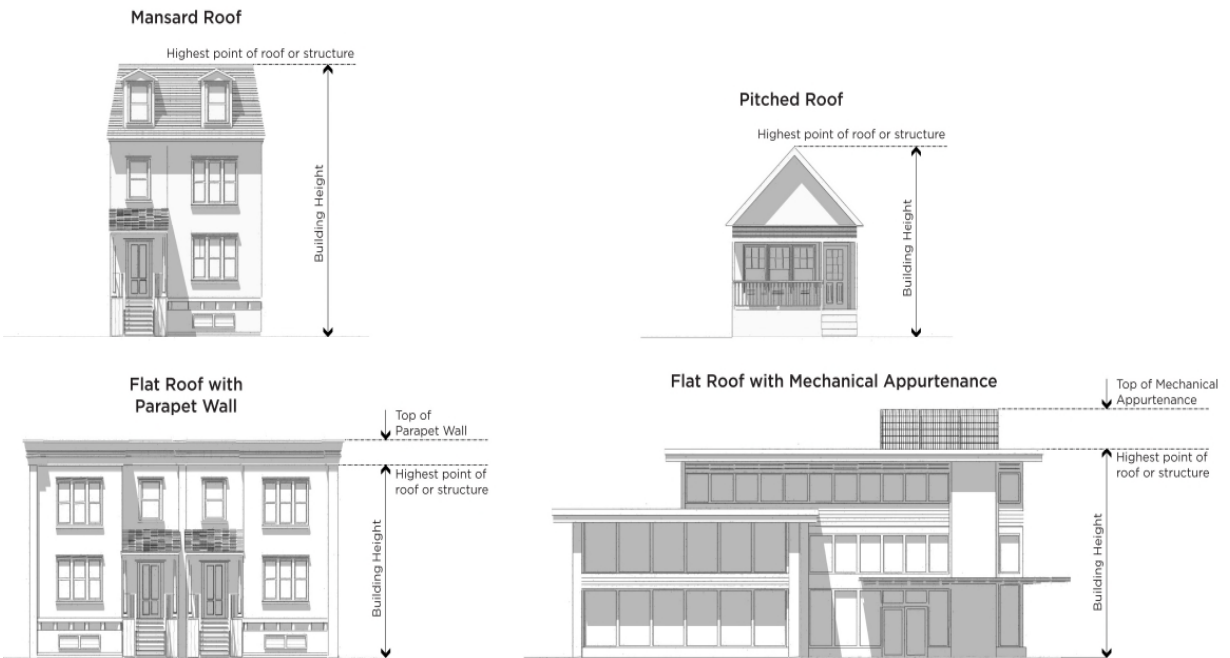 Mansard Roof
Highest point of roof or structure
Building Height
Pitched Roof
Highest point of roof or structure
Building Height
Flat Roof with
Parapet Wall
Top of
Parapet Wall
Highest point of
roof or structure
Building Height
Flat Roof with Mechanical Appurtenance
Top of Mechanical
Appurtenance
Highest point of
roof or structure
Building Height